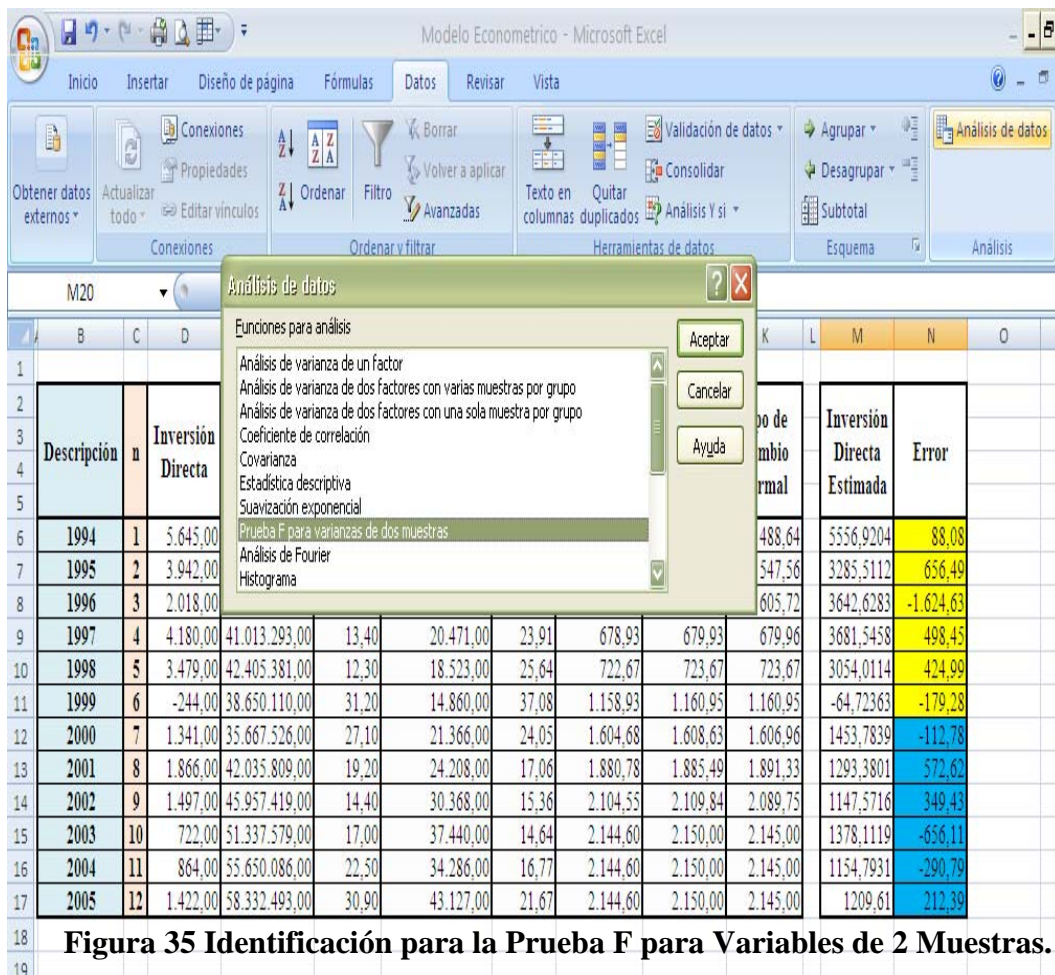 Modelo Econometrico - Microsoft Excel
Inicio Insertar Diseño de página Fórmulas Datos Revisar Vista
Obtener datos externos
Actualizar todo
Conexiones
Propiedades
Editar vínculos
Conexiones
Ordenar
Filtro
Borrar
Volver a aplicar
Avanzadas
Ordenar y filtrar
Texto en columnas
Quitar duplicados
Validación de datos
Consolidar
Análisis Y si
Herramientas de datos
Agrupar
Desagrupar
Subtotal
Esquema
Análisis de datos
Análisis
M20
Análisis de datos
Funciones para análisis
Análisis de varianza de un factor
Análisis de varianza de dos factores con varias muestras por grupo
Análisis de varianza de dos factores con una sola muestra por grupo
Coeficiente de correlación
Covarianza
Estadística descriptiva
Suavización exponencial
Prueba F para varianzas de dos muestras
Análisis de Fourier
Histograma
Aceptar
Cancelar
Ayuda
B C D K L M N O
1
2
3
4
5
Descripción n Inversión Directa Inversión Directa Estimada Error
6 1994 1 5.645,00 488,64 5556,9204 88,08
7 1995 2 3.942,00 547,56 3285,5112 656,49
8 1996 3 2.018,00 605,72 3642,6283 -1.624,63
9 1997 4 4.180,00 41.013.293,00 13,40 20.471,00 23,91 678,93 679,93 679,96 3681,5458 498,45
10 1998 5 3.479,00 42.405.381,00 12,30 18.523,00 25,64 722,67 723,67 723,67 3054,0114 424,99
11 1999 6 -244,00 38.650.110,00 31,20 14.860,00 37,08 1.158,93 1.160,95 1.160,95 -64,72363 -179,28
12 2000 7 1.341,00 35.667.526,00 27,10 21.366,00 24,05 1.604,68 1.608,63 1.606,96 1453,7839 -112,78
13 2001 8 1.866,00 42.035.809,00 19,20 24.208,00 17,06 1.880,78 1.885,49 1.891,33 1293,3801 572,62
14 2002 9 1.497,00 45.957.419,00 14,40 30.368,00 15,36 2.104,55 2.109,84 2.089,75 1147,5716 349,43
15 2003 10 722,00 51.337.579,00 17,00 37.440,00 14,64 2.144,60 2.150,00 2.145,00 1378,1119 -656,11
16 2004 11 864,00 55.650.086,00 22,50 34.286,00 16,77 2.144,60 2.150,00 2.145,00 1154,7931 -290,79
17 2005 12 1.422,00 58.332.493,00 30,90 43.127,00 21,67 2.144,60 2.150,00 2.145,00 1209,61 212,39
18
Figura 35 Identificación para la Prueba F para Variables de 2 Muestras.
19